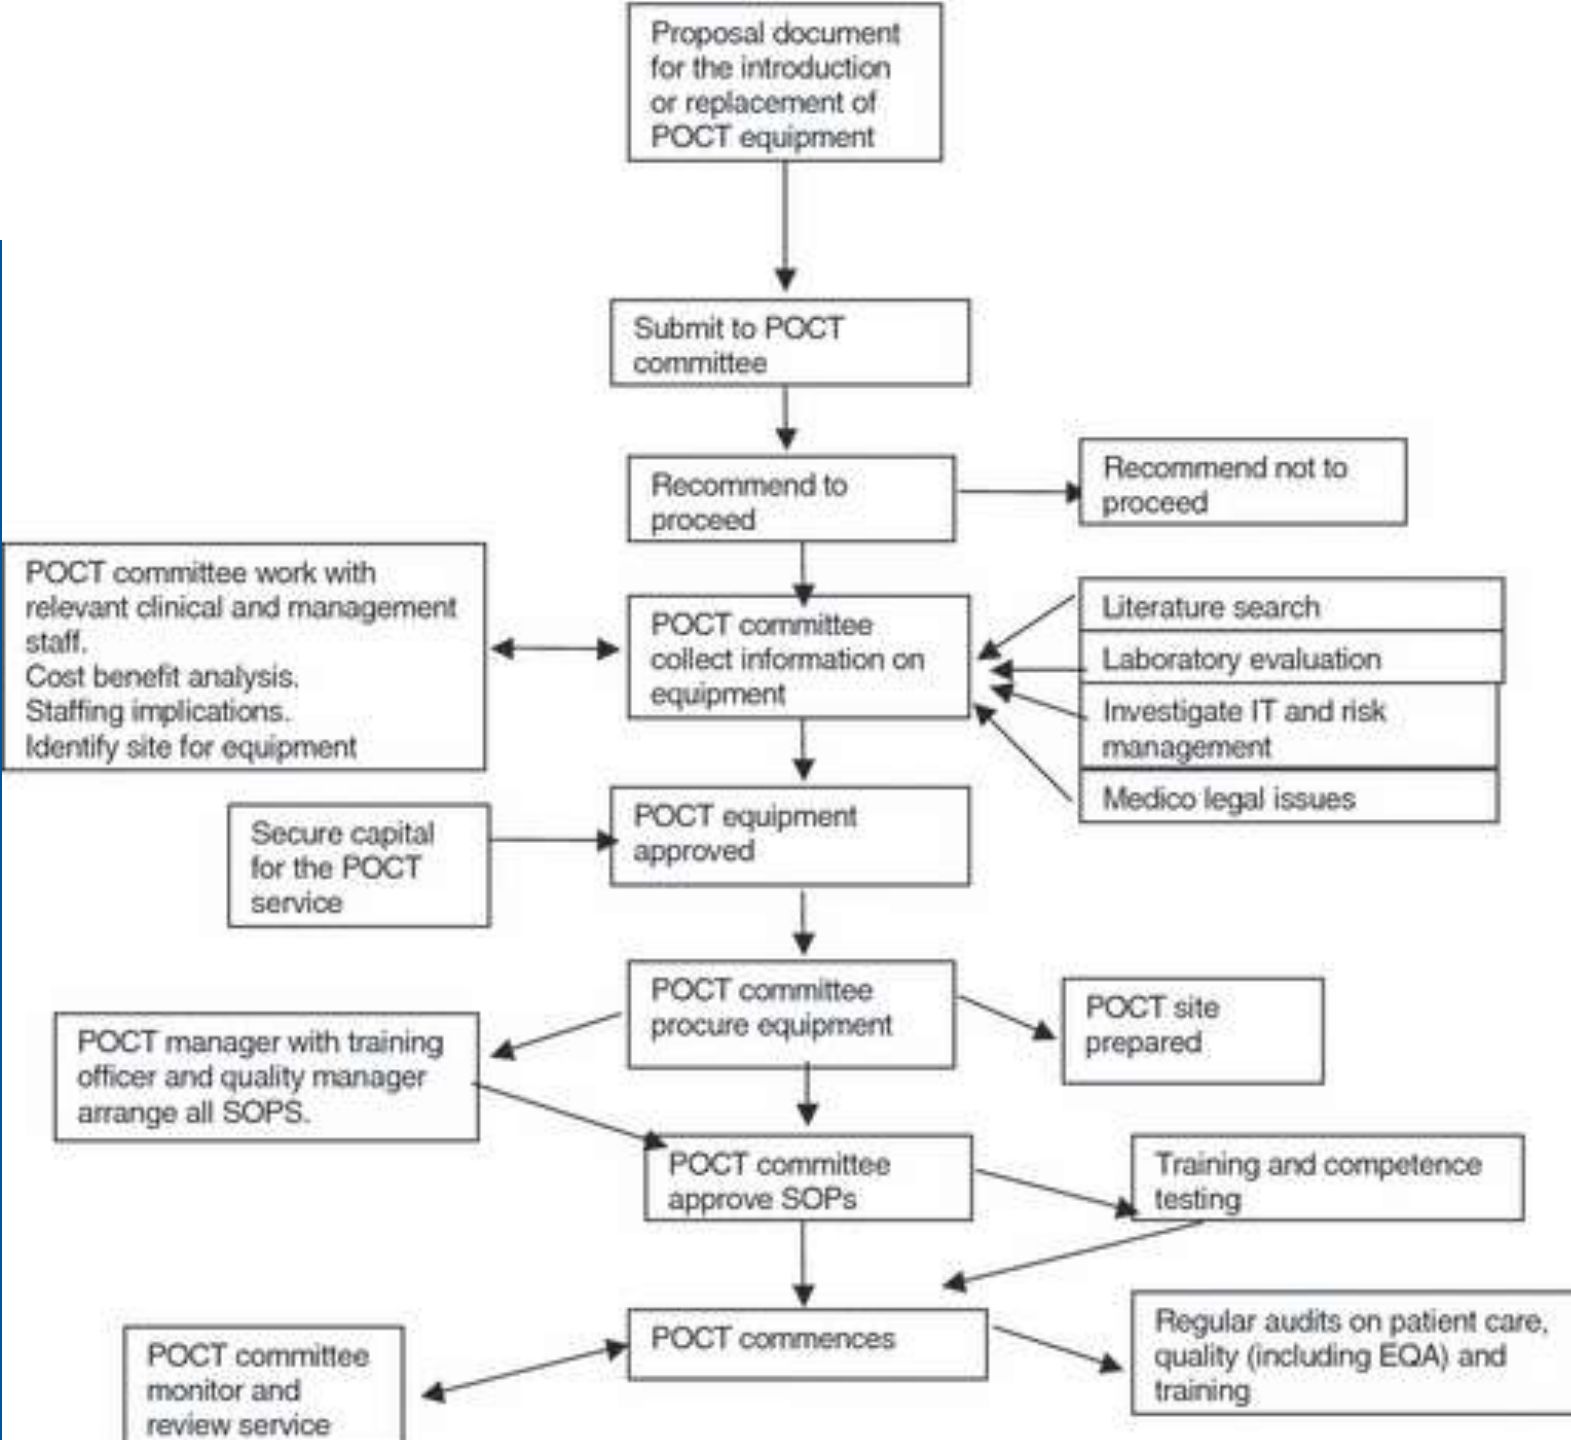 Proposal document
for the introduction
or replacement of
POCT equipment
Submit to POCT
committee
Recommend to
proceed
Recommend not to
proceed
POCT committee work with
relevant clinical and management
staff.
Cost benefit analysis.
Staffing implications.
Identify site for equipment
POCT committee
collect information on
equipment
Literature search
Laboratory evaluation
Investigate IT and risk
management
Medico legal issues
Secure capital
for the POCT
service
POCT equipment
approved
POCT committee
procure equipment
POCT site
prepared
POCT manager with training
officer and quality manager
arrange all SOPS.
POCT committee
approve SOPs
Training and competence
testing
POCT commences
POCT committee
monitor and
review service
Regular audits on patient care,
quality (including EQA) and
training